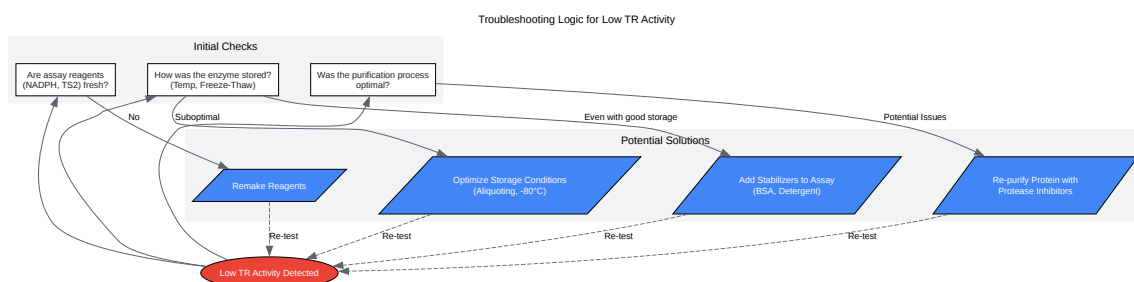 Troubleshooting Logic for Low TR Activity
Initial Checks
Are assay reagents
(NADPH, TS2) fresh?
How was the enzyme stored?
(Temp, Freeze-Thaw)
Was the purification process
optimal?
No
Suboptimal
Even with good storage
Potential Issues
Potential Solutions
Remake Reagents
Optimize Storage Conditions
(Aliquoting, -80°C)
Add Stabilizers to Assay
(BSA, Detergent)
Re-purify Protein with
Protease Inhibitors
Re-test
Re-test
Re-test
Re-test
Low TR Activity Detected